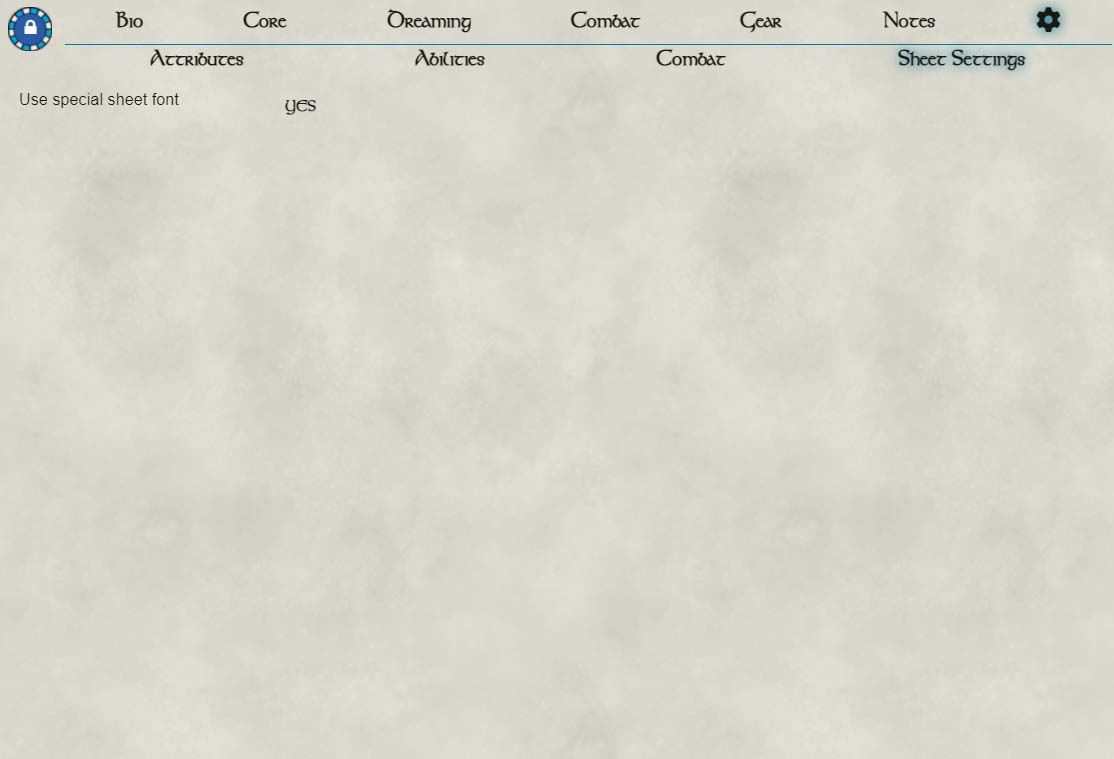 Bio Core Dreaming Combat Gear Notes
Attributes Abilities Combat Sheet Settings
Use special sheet font yes